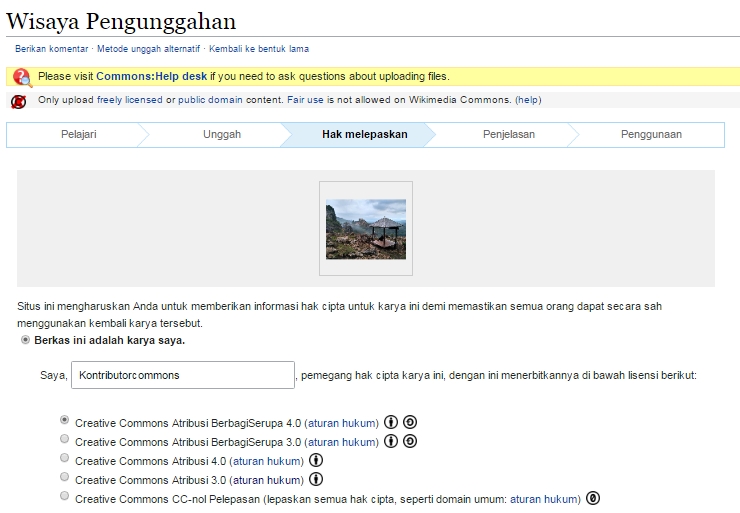 Wisaya Pengunggahan
Berikan komentar · Metode unggah alternatif · Kembali ke bentuk lama
Please visit Commons:Help desk if you need to ask questions about uploading files.
Only upload freely licensed or public domain content. Fair use is not allowed on Wikimedia Commons. (help)
Pelajari Unggah Hak melepaskan Penjelasan Penggunaan
Situs ini mengharuskan Anda untuk memberikan informasi hak cipta untuk karya ini demi memastikan semua orang dapat secara sah
menggunakan kembali karya tersebut.
Berkas ini adalah karya saya.
Saya, Kontributorcommons , pemegang hak cipta karya ini, dengan ini menerbitkannya di bawah lisensi berikut:
Creative Commons Atribusi BerbagiSerupa 4.0 (aturan hukum)
Creative Commons Atribusi BerbagiSerupa 3.0 (aturan hukum)
Creative Commons Atribusi 4.0 (aturan hukum)
Creative Commons Atribusi 3.0 (aturan hukum)
Creative Commons CC-nol Pelepasan (lepaskan semua hak cipta, seperti domain umum: aturan hukum)